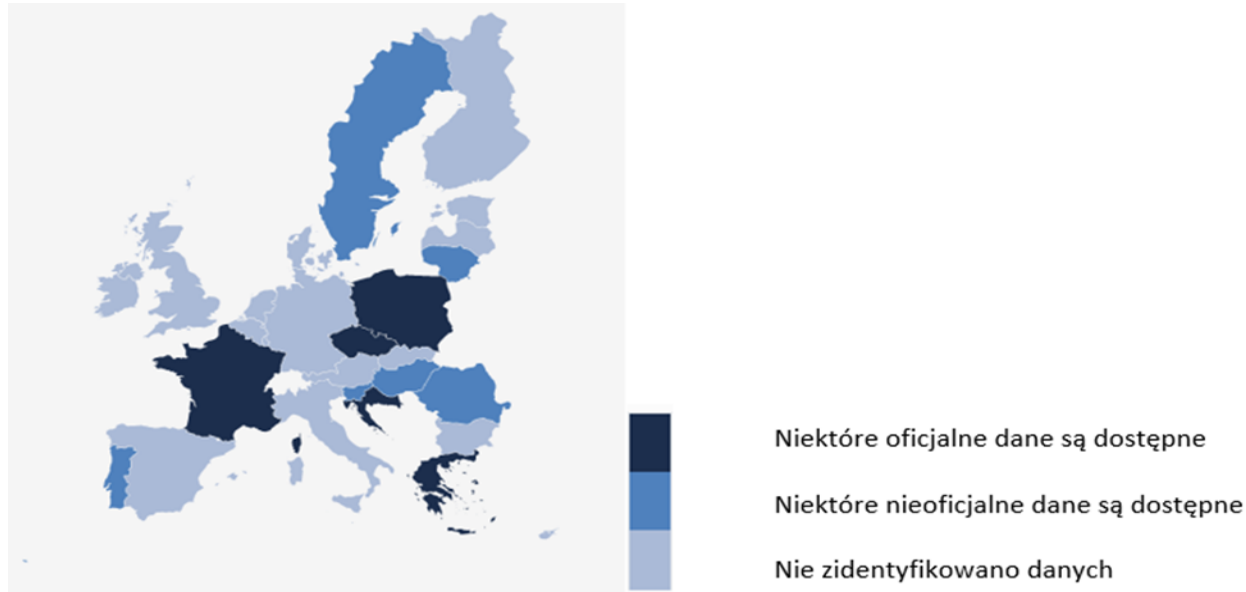 Niektóre oficjalne dane są dostępne
Niektóre nieoficjalne dane są dostępne
Nie zidentyfikowano danych